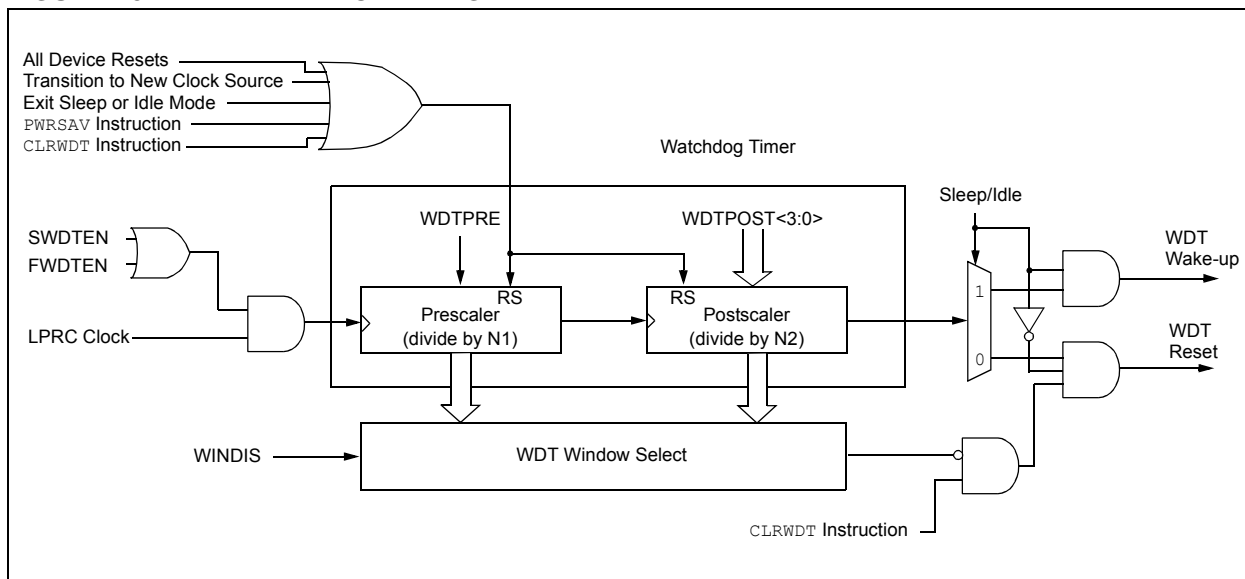 All Device Resets
Transition to New Clock Source
Exit Sleep or Idle Mode
PWRSAV Instruction
CLRWDT Instruction
Watchdog Timer
Sleep/Idle
WDTPRE
WDTPOST<3:0>
SWDTEN
FWDTEN
WDT
Wake-up
RS
RS
1
Prescaler
(divide by N1)
Postscaler
(divide by N2)
LPRC Clock
0
WDT
Reset
WINDIS
WDT Window Select
CLRWDT Instruction